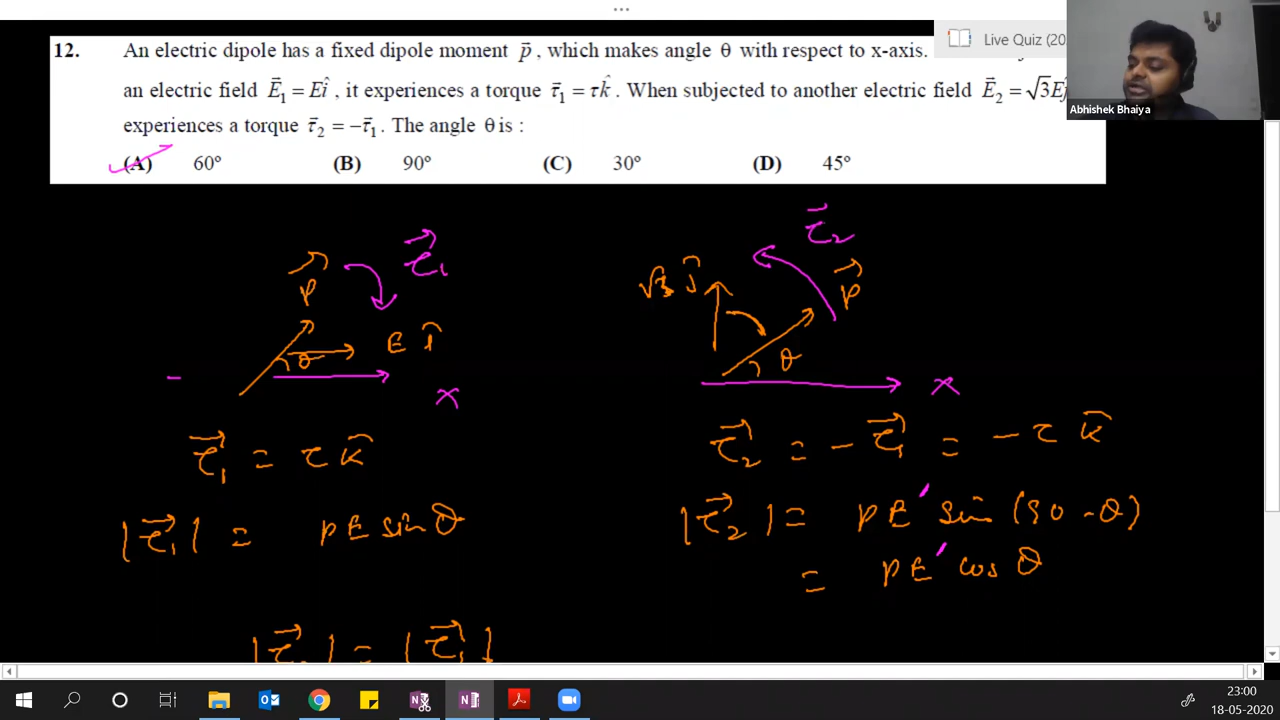 ...
12. An electric dipole has a fixed dipole moment p⃗, which makes angle θ with respect to x-axis.
Live Quiz (20
an electric field E⃗₁ = Eî, it experiences a torque τ⃗₁ = τk̂. When subjected to another electric field E⃗₂ = √3Eĵ
Abhishek Bhaiya
experiences a torque τ⃗₂ = −τ⃗₁. The angle θ is :
(A) 60° (B) 90° (C) 30° (D) 45°
τ⃗₁ τ⃗₂
P⃗ √3 ĵ P⃗
θ E î θ
x x
τ⃗₁ = τ k̂ τ⃗₂ = − τ⃗₁ = − τ k̂
|τ⃗₁| = PE sin θ |τ⃗₂| = PE′ sin (90 − θ)
= PE′ cos θ
|τ⃗ | = |τ⃗₁|
23:00
18-05-2020